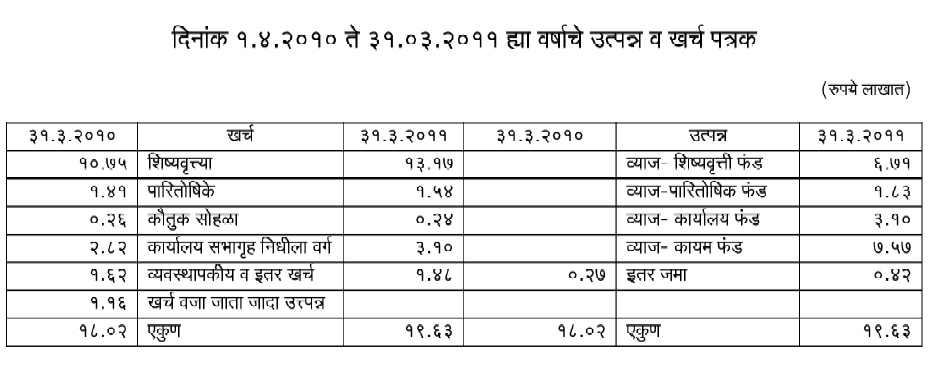 दिनांक १.४.२०१० ते ३१.०३.२०११ ह्या वर्षाचे उत्पन्न व खर्च पत्रक
(रुपये लाखात)
३१.३.२०१० खर्च ३१.३.२०११ ३१.३.२०१० उत्पन्न ३१.३.२०११
१०.७५ शिष्यवृत्त्या १३.१७ व्याज- शिष्यवृत्ती फंड ६.७१
१.४१ पारितोषिके १.५४ व्याज-पारितोषिक फंड १.८३
०.२६ कौतुक सोहळा ०.२४ व्याज- कार्यालय फंड ३.१०
२.८२ कार्यालय सभागृह निधीला वर्ग ३.१० व्याज- कायम फंड ७.५७
१.६२ व्यवस्थापकीय व इतर खर्च १.४८ ०.२७ इतर जमा ०.४२
१.१६ खर्च वजा जाता जादा उत्त्पन्न
१८.०२ एकुण १९.६३ १८.०२ एकुण १९.६३